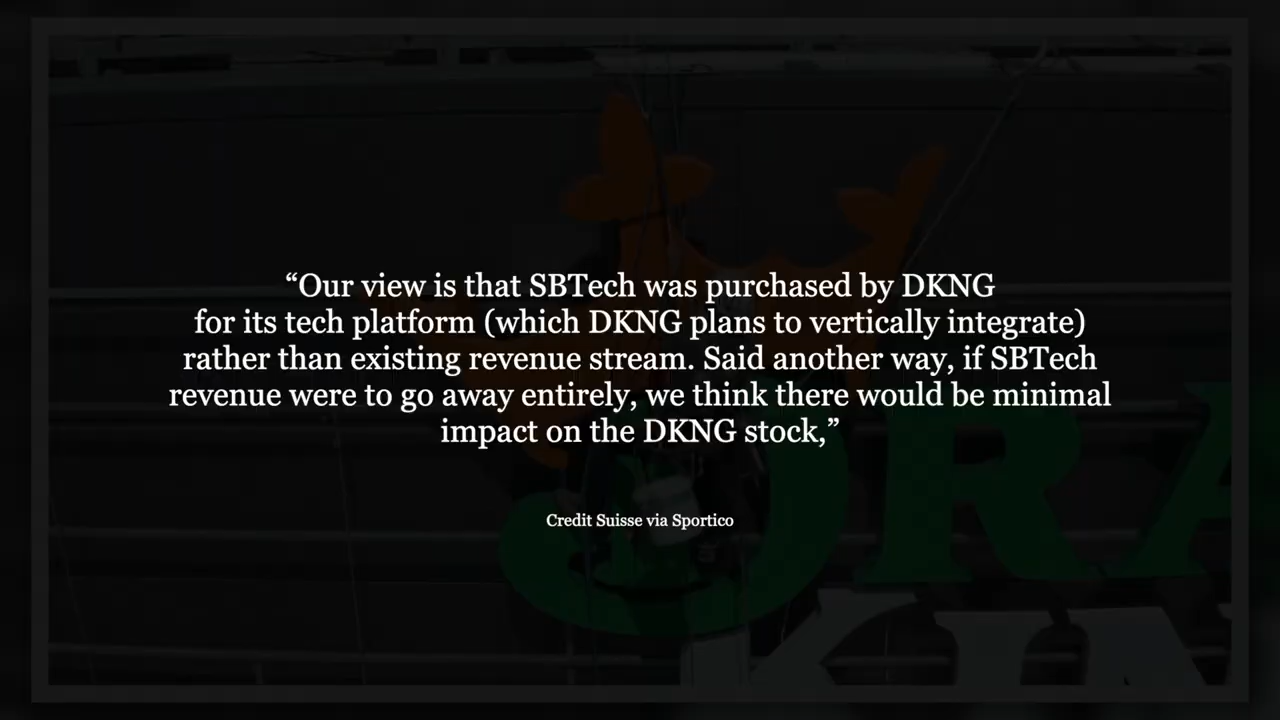 “Our view is that SBTech was purchased by DKNG
for its tech platform (which DKNG plans to vertically integrate)
rather than existing revenue stream. Said another way, if SBTech
revenue were to go away entirely, we think there would be minimal
impact on the DKNG stock,”
Credit Suisse via Sportico